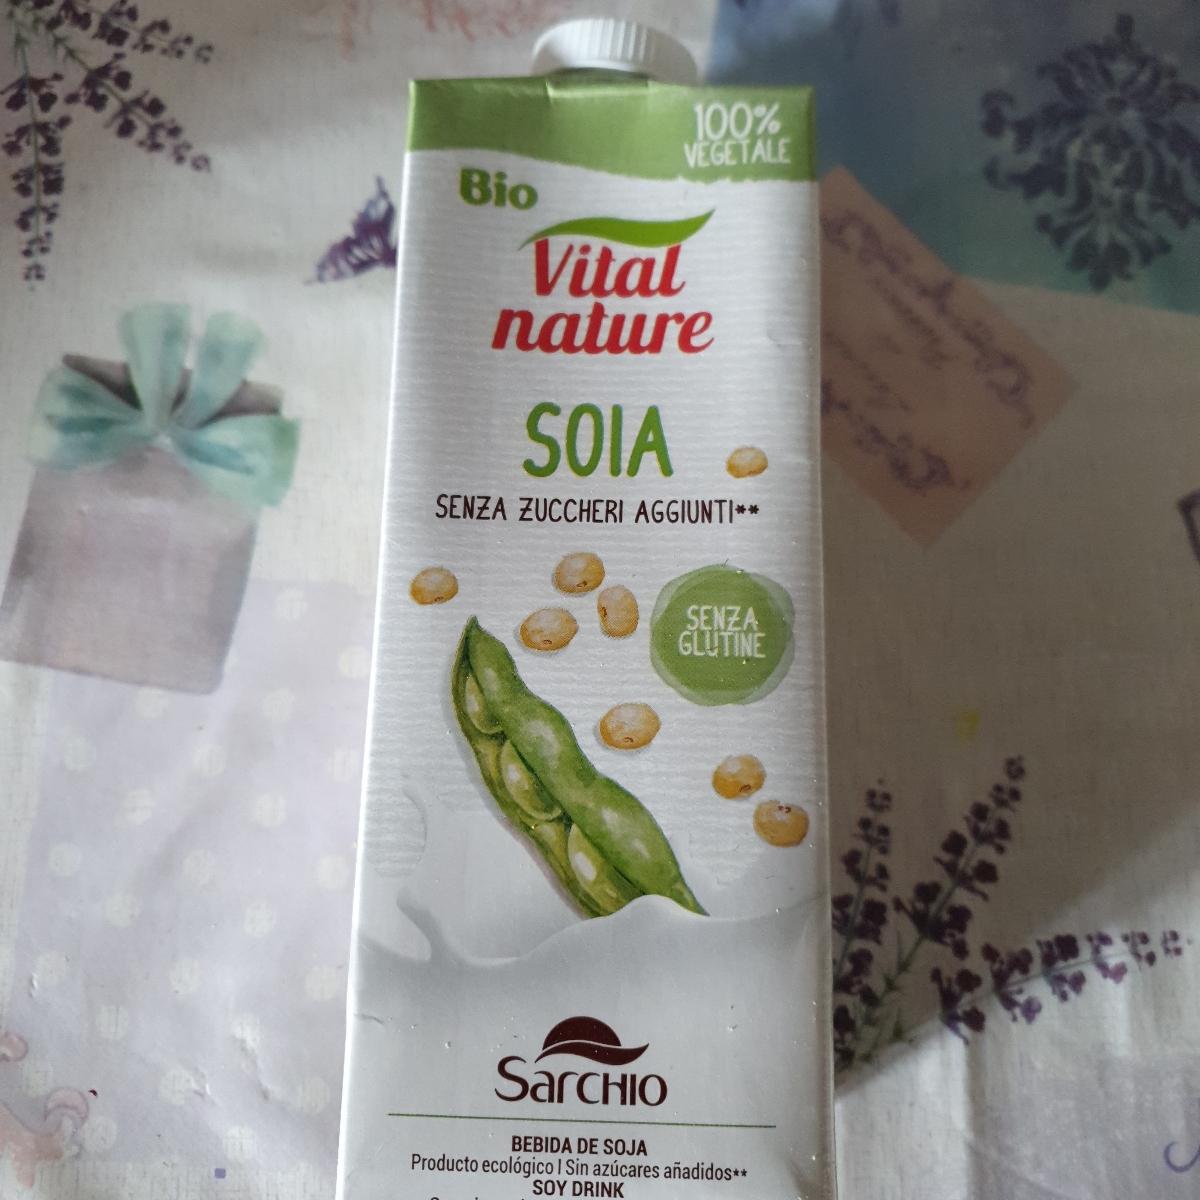 100%
VEGETALE
Bio
Vital
nature
SOIA
SENZA ZUCCHERI AGGIUNTI**
SENZA
GLUTINE
SarcHIO
BEBIDA DE SOJA
Producto ecológico | Sin azúcares añadidos**
SOY DRINK